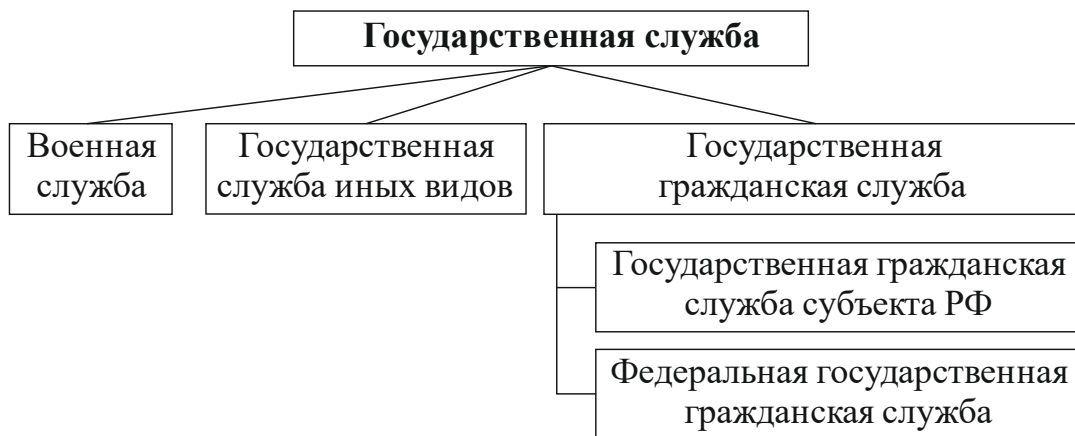 Государственная служба
Военная
служба
Государственная
служба иных видов
Государственная
гражданская служба
Государственная гражданская
служба субъекта РФ
Федеральная государственная
гражданская служба